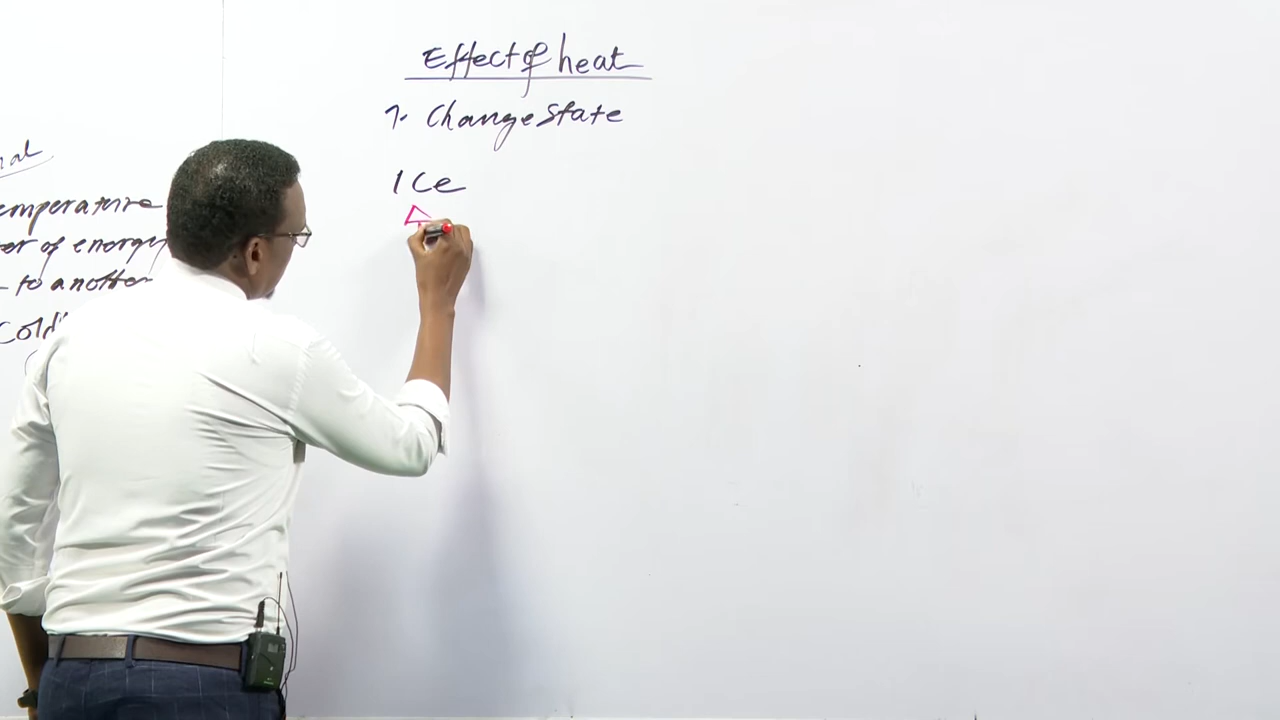 Effect of heat
1. Change state
Ice
emperature
er of energy
to another
Cold